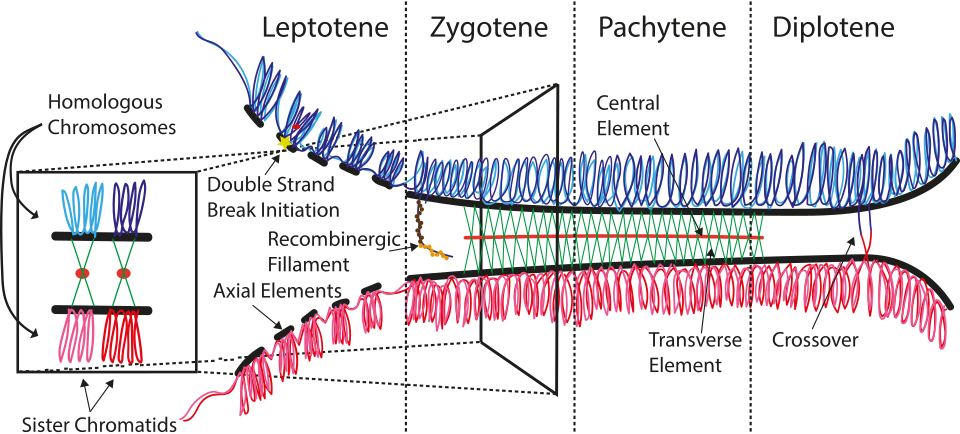 Leptotene
Zygotene
Pachytene
Diplotene
Homologous
Chromosomes
Central
Element
Double Strand
Break Initiation
Recombinergic
Fillament
Axial Elements
Transverse
Element
Crossover
Sister Chromatids